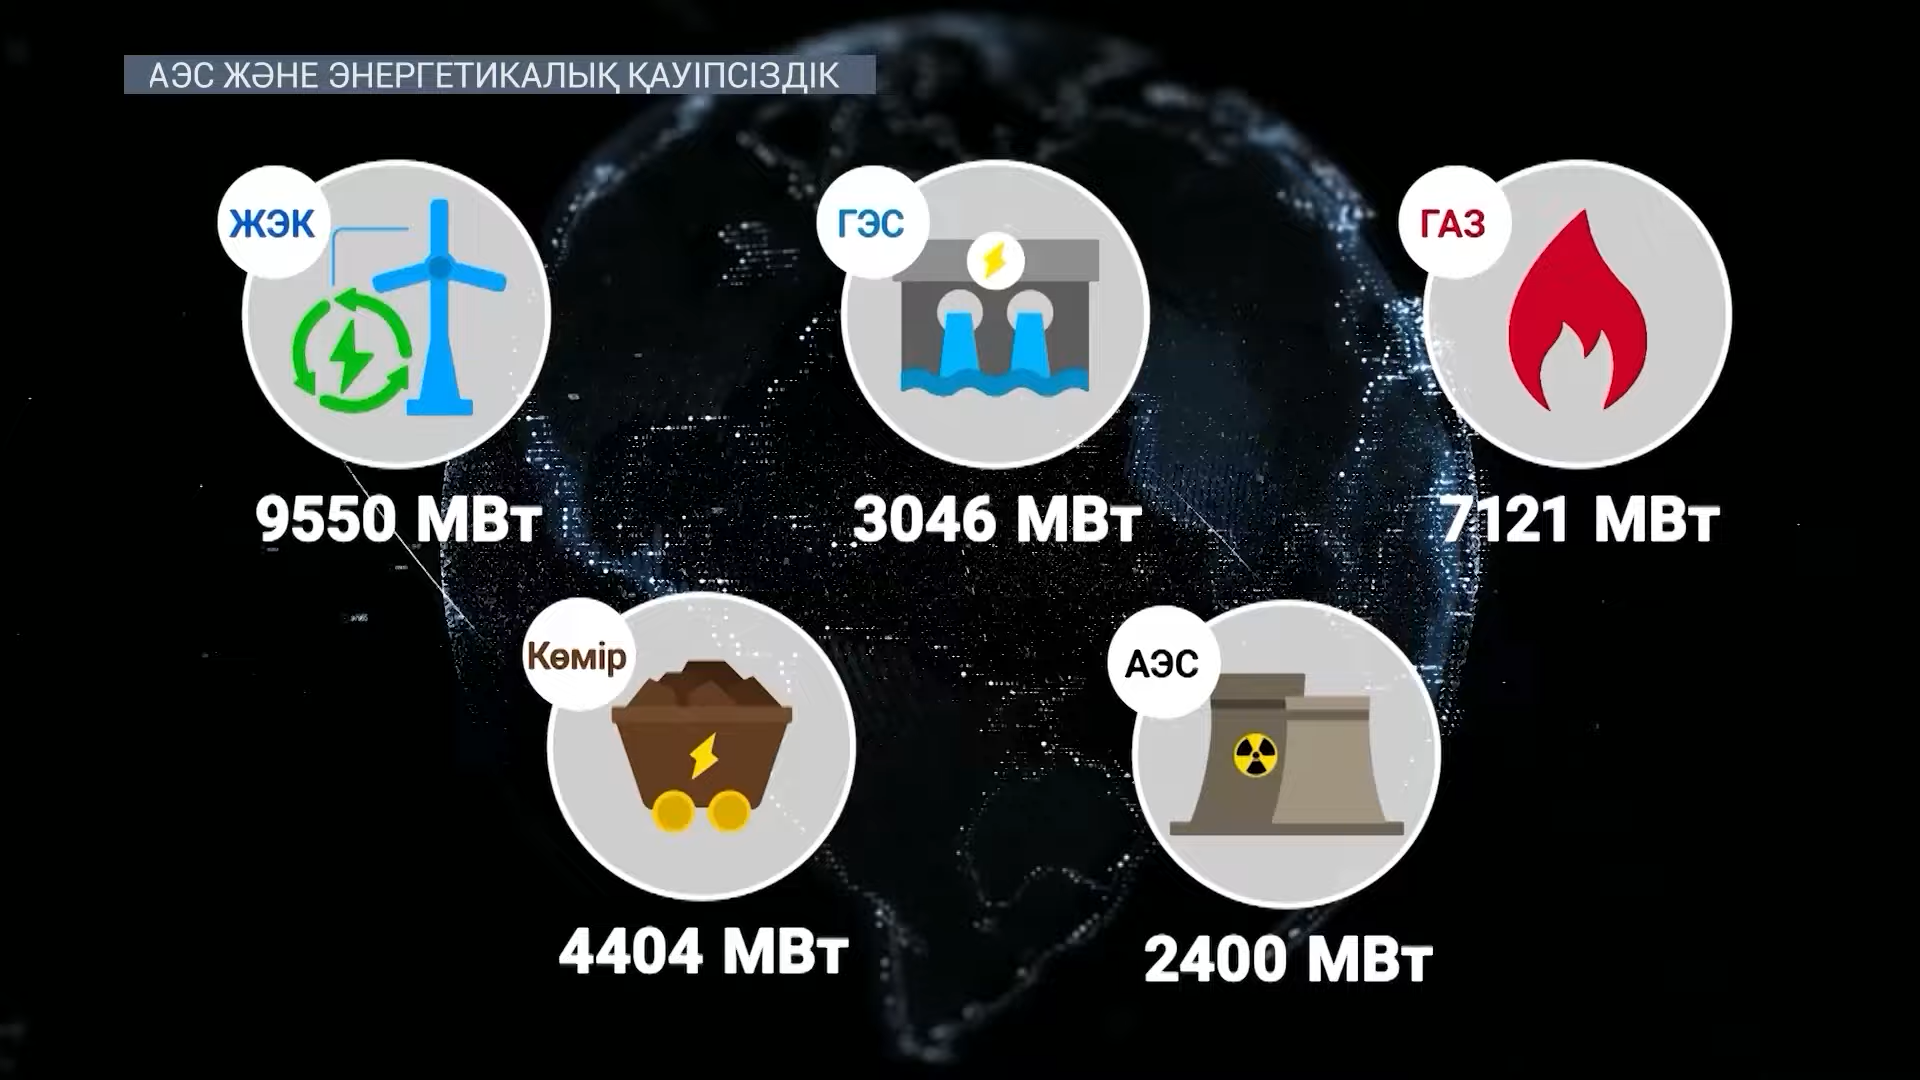 АЭС ЖӘНЕ ЭНЕРГЕТИКАЛЫҚ ҚАУІПСІЗДІК
ЖЭК
ГЭС
ГАЗ
9550 МВт
3046 МВт
7121 МВт
Көмір
АЭС
4404 МВт
2400 МВт